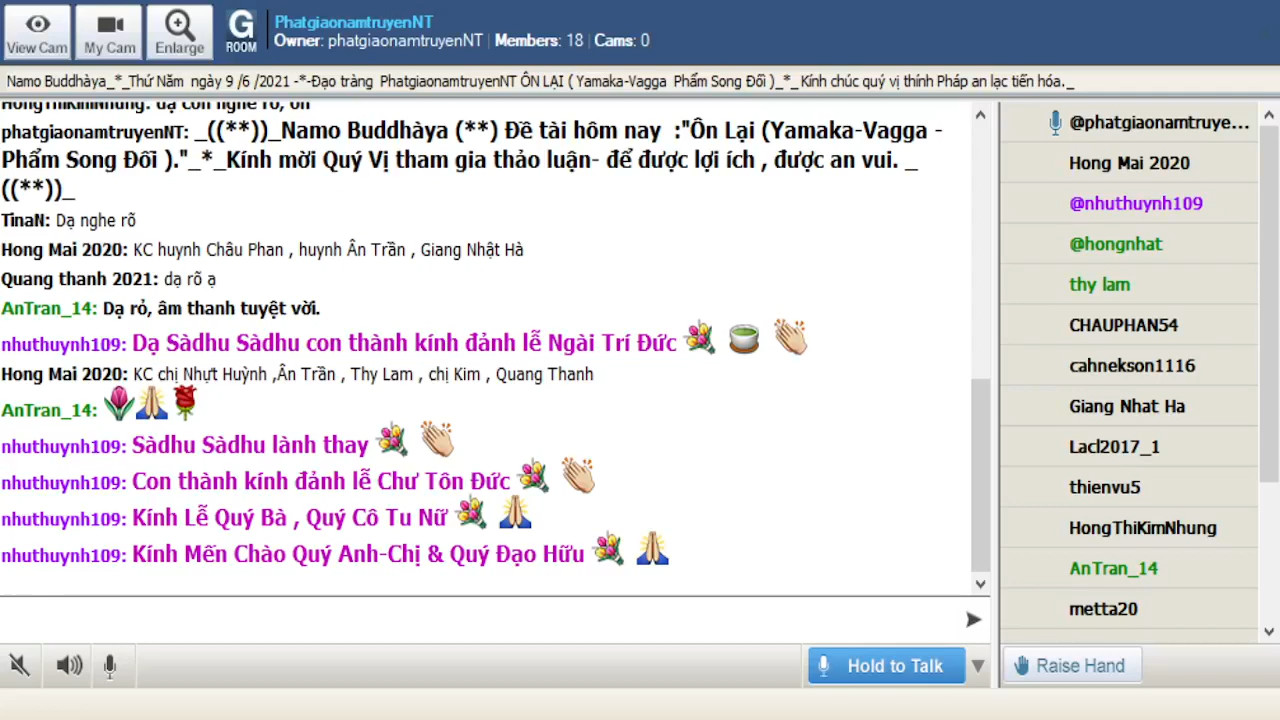 View Cam
My Cam
Enlarge
G
ROOM
PhatgiaonamtruyenNT
Owner: phatgiaonamtruyenNT | Members: 18 | Cams: 0
Namo Buddhàya_*_Thứ Năm ngày 9 /6 /2021 -*-Đạo tràng PhatgiaonamtruyenNT ÔN LẠI ( Yamaka-Vagga Phẩm Song Đối )_*_ Kính chúc quý vị thính Pháp an lạc tiến hóa._
HongThiKimNhung: dạ con nghe rõ, on
phatgiaonamtruyenNT: _((**))_Namo Buddhàya (**) Đề tài hôm nay :"Ôn Lại (Yamaka-Vagga -
Phẩm Song Đối )."_*_Kính mời Quý Vị tham gia thảo luận- để được lợi ích , được an vui. _
((**))_
TinaN: Dạ nghe rõ
Hong Mai 2020: KC huynh Châu Phan , huynh Ân Trần , Giang Nhật Hà
Quang thanh 2021: dạ rõ ạ
AnTran_14: Dạ rỏ, âm thanh tuyệt vời.
nhuthuynh109: Dạ Sàdhu Sàdhu con thành kính đảnh lễ Ngài Trí Đức
Hong Mai 2020: KC chị Nhựt Huỳnh ,Ân Trần , Thy Lam , chị Kim , Quang Thanh
AnTran_14:
nhuthuynh109: Sàdhu Sàdhu lành thay
nhuthuynh109: Con thành kính đảnh lễ Chư Tôn Đức
nhuthuynh109: Kính Lễ Quý Bà , Quý Cô Tu Nữ
nhuthuynh109: Kính Mến Chào Quý Anh-Chị & Quý Đạo Hữu
@phatgiaonamtruye...
Hong Mai 2020
@nhuthuynh109
@hongnhat
thy lam
CHAUPHAN54
cahnekson1116
Giang Nhat Ha
Lacl2017_1
thienvu5
HongThiKimNhung
AnTran_14
metta20
Hold to Talk
Raise Hand